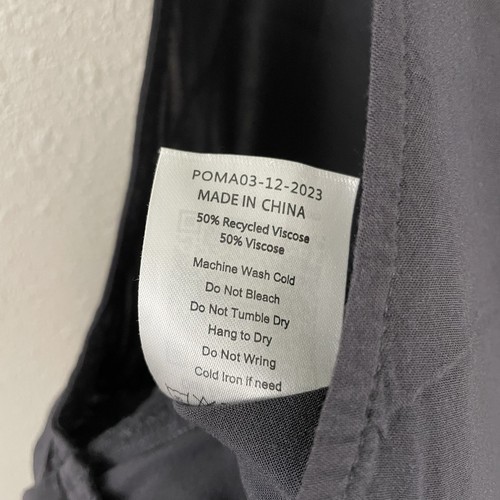 POMA03-12-2023
MADE IN CHINA
50% Recycled Viscose
50% Viscose
Machine Wash Cold
Do Not Bleach
Do Not Tumble Dry
Hang to Dry
Do Not Wring
Cold Iron if need